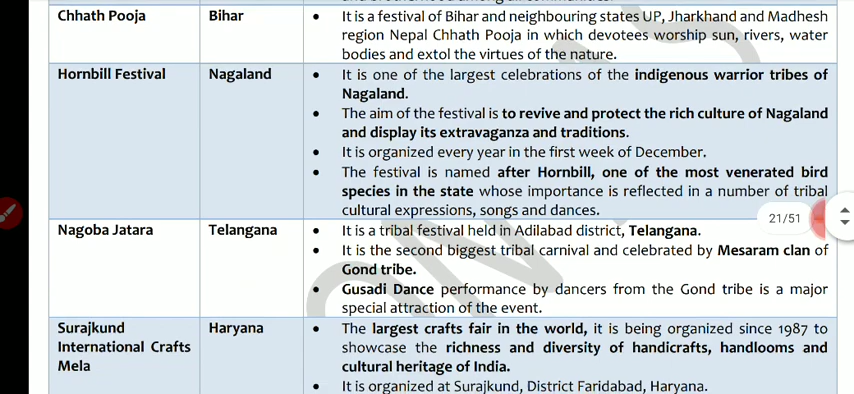 Chhath Pooja Bihar • It is a festival of Bihar and neighbouring states UP, Jharkhand and Madhesh
region Nepal Chhath Pooja in which devotees worship sun, rivers, water
bodies and extol the virtues of the nature.
Hornbill Festival Nagaland • It is one of the largest celebrations of the indigenous warrior tribes of
Nagaland.
• The aim of the festival is to revive and protect the rich culture of Nagaland
and display its extravaganza and traditions.
• It is organized every year in the first week of December.
• The festival is named after Hornbill, one of the most venerated bird
species in the state whose importance is reflected in a number of tribal
cultural expressions, songs and dances.
21/51
Nagoba Jatara Telangana • It is a tribal festival held in Adilabad district, Telangana.
• It is the second biggest tribal carnival and celebrated by Mesaram clan of
Gond tribe.
• Gusadi Dance performance by dancers from the Gond tribe is a major
special attraction of the event.
Surajkund Haryana • The largest crafts fair in the world, it is being organized since 1987 to
International Crafts showcase the richness and diversity of handicrafts, handlooms and
Mela cultural heritage of India.
• It is organized at Surajkund, District Faridabad, Haryana.